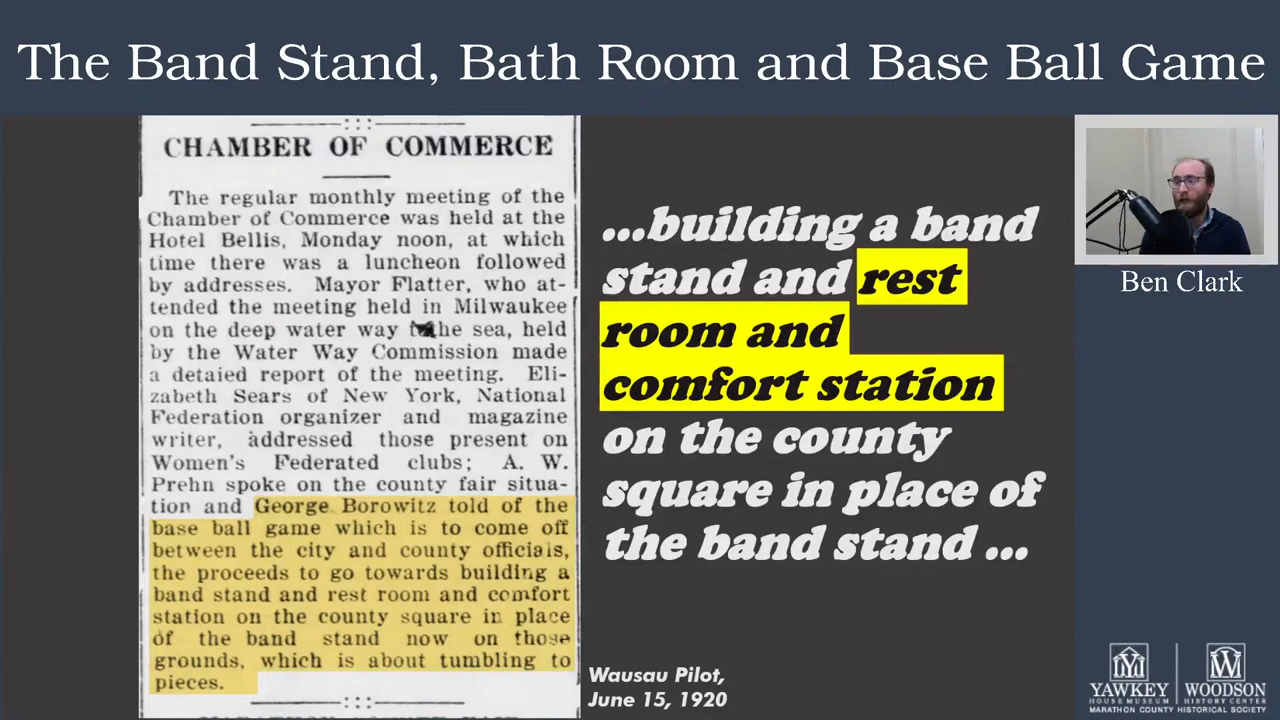 The Band Stand, Bath Room and Base Ball Game
CHAMBER OF COMMERCE
The regular monthly meeting of the
Chamber of Commerce was held at the
Hotel Bellis, Monday noon, at which
time there was a luncheon followed
by addresses. Mayor Flatter, who at-
tended the meeting held in Milwaukee
on the deep water way the sea, held
by the Water Way Commission made
a detaied report of the meeting. Eli-
zabeth Sears of New York, National
Federation organizer and magazine
writer, addressed those present on
Women's Federated clubs; A. W.
Prehn spoke on the county fair situa-
tion and George Borowitz told of the
base ball game which is to come off
between the city and county officials,
the proceeds to go towards building a
band stand and rest room and comfort
station on the county square in place
of the band stand now on those
grounds, which is about tumbling to
pieces.
...building a band
stand and rest
room and
comfort station
on the county
square in place of
the band stand ...
Wausau Pilot,
June 15, 1920
Ben Clark
YAWKEY
HOUSE MUSEUM
WOODSON
HISTORY CENTER
MARATHON COUNTY HISTORICAL SOCIETY